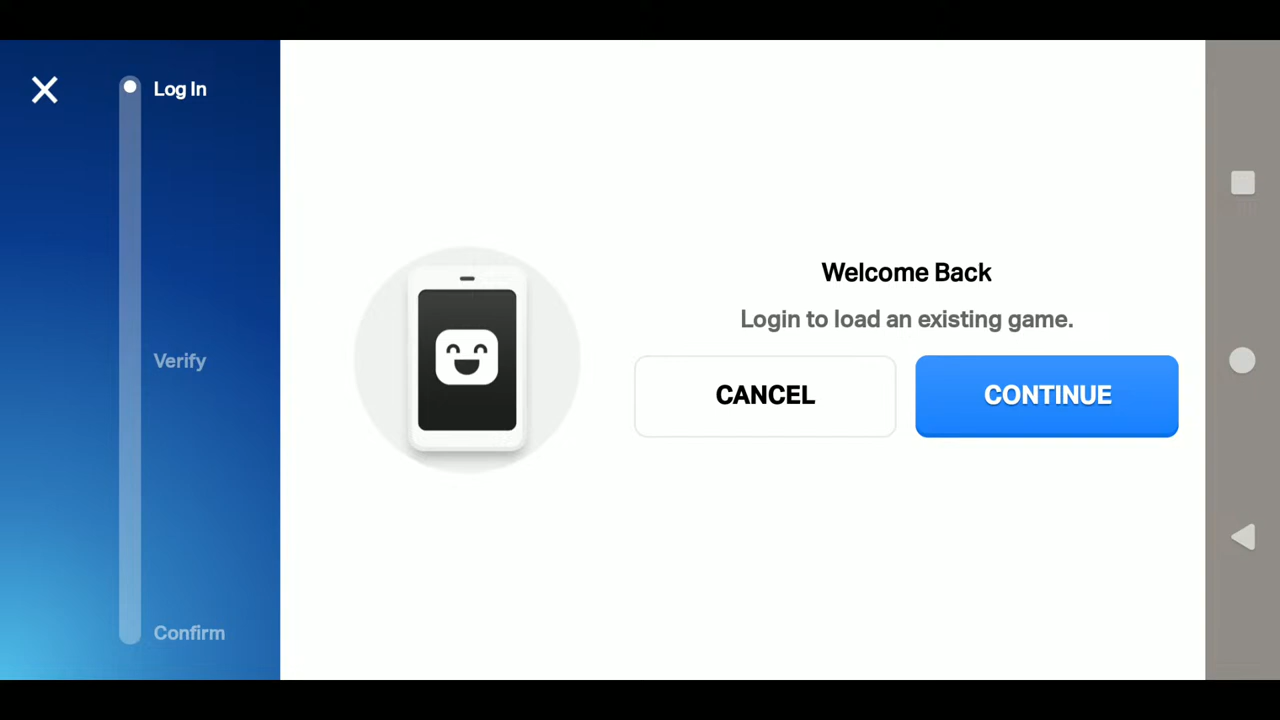 Log In
Verify
Confirm
Welcome Back
Login to load an existing game.
CANCEL
CONTINUE